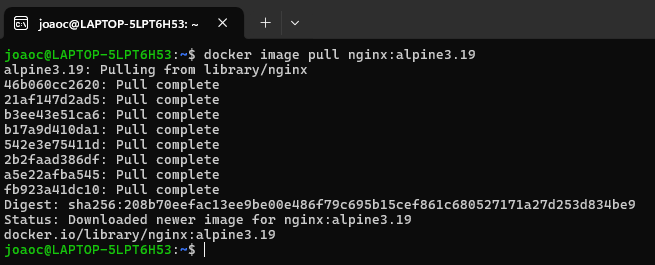 joaoc@LAPTOP-5LPT6H53: ~
joaoc@LAPTOP-5LPT6H53:~$ docker image pull nginx:alpine3.19
alpine3.19: Pulling from library/nginx
46b060cc2620: Pull complete
21af147d2ad5: Pull complete
b3ee43e51ca6: Pull complete
b17a9d410da1: Pull complete
542e3e75411d: Pull complete
2b2faad386df: Pull complete
a5e22afba545: Pull complete
fb923a41dc10: Pull complete
Digest: sha256:208b70eefac13ee9be00e486f79c695b15cef861c680527171a27d253d834be9
Status: Downloaded newer image for nginx:alpine3.19
docker.io/library/nginx:alpine3.19
joaoc@LAPTOP-5LPT6H53:~$